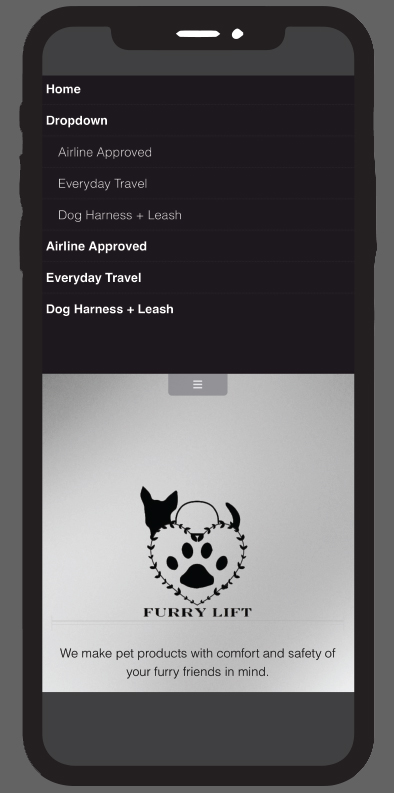 Home
Dropdown
Airline Approved
Everyday Travel
Dog Harness + Leash
Airline Approved
Everyday Travel
Dog Harness + Leash
FURRY LIFT
We make pet products with comfort and safety of
your furry friends in mind.